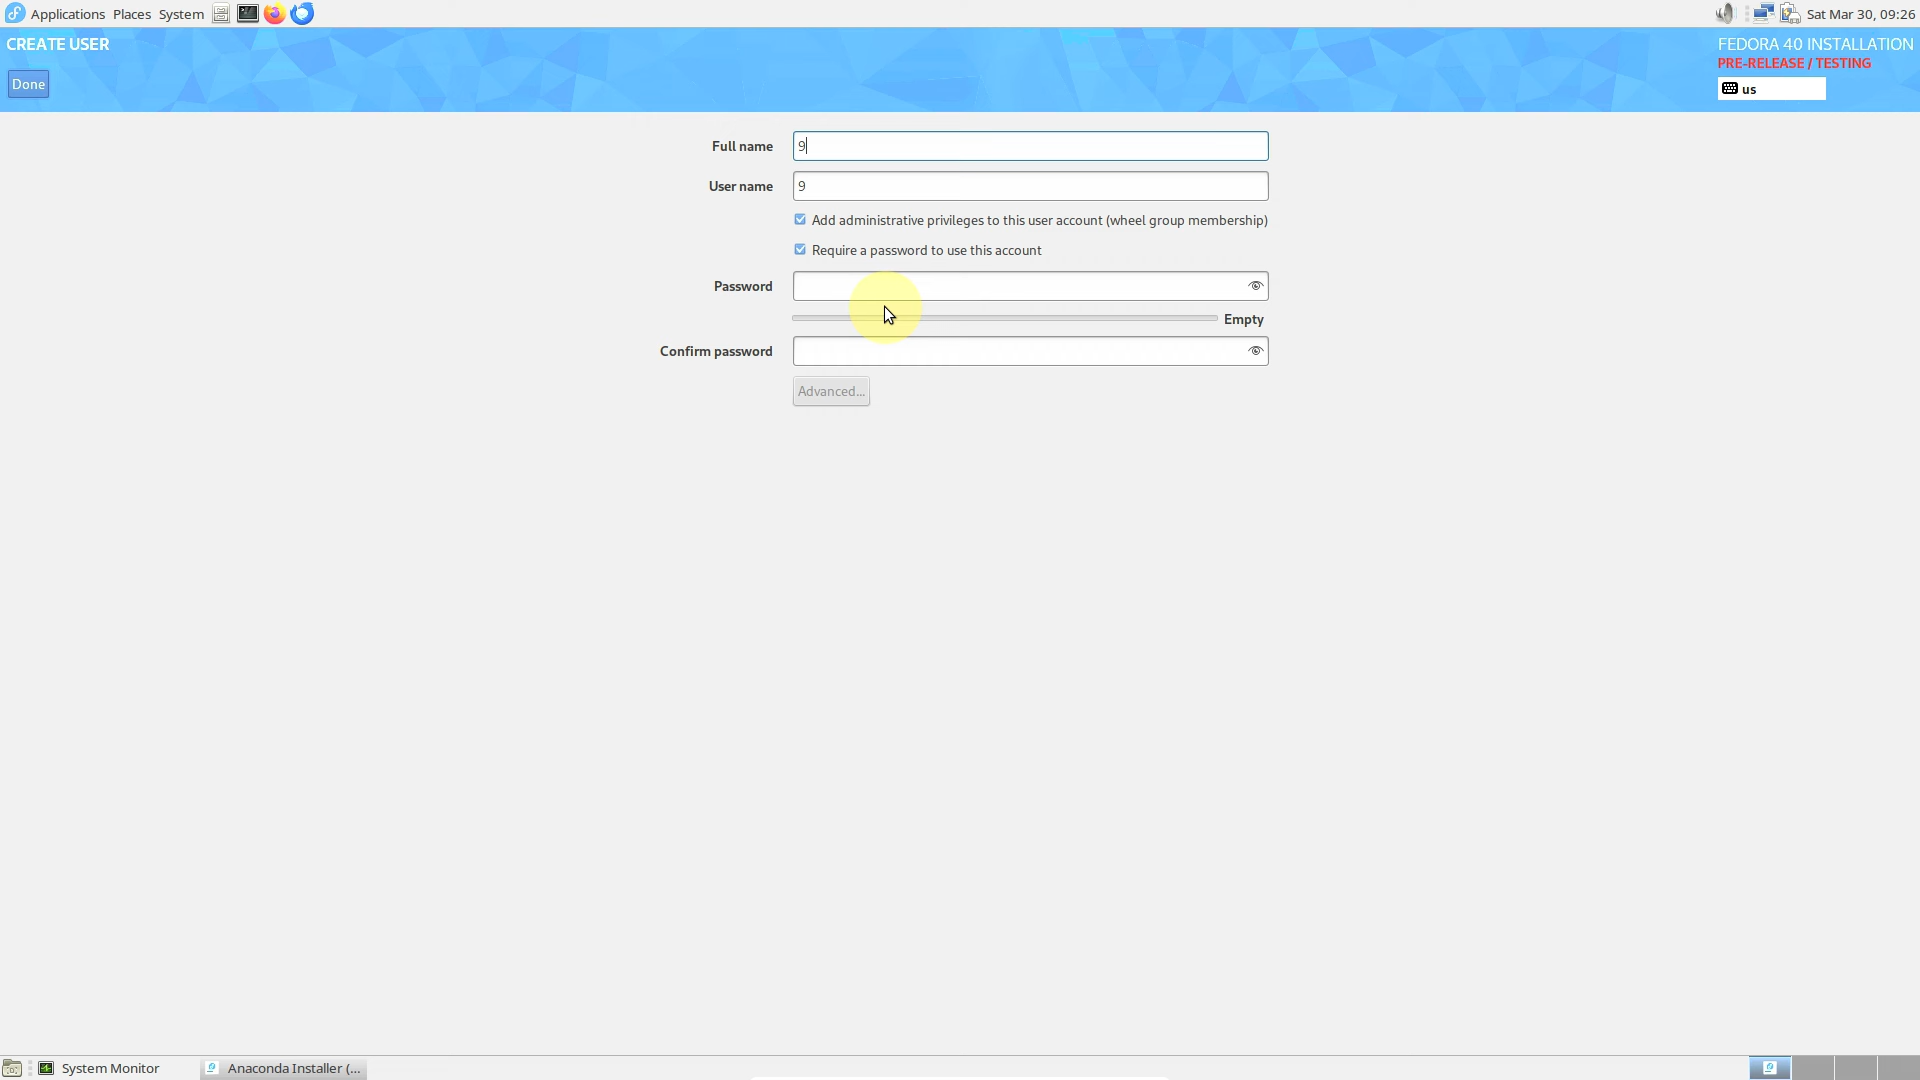 Applications Places System Sat Mar 30, 09:26
CREATE USER
FEDORA 40 INSTALLATION
PRE-RELEASE / TESTING
Done
us
Full name 9
User name 9
Add administrative privileges to this user account (wheel group membership)
Require a password to use this account
Password
Empty
Confirm password
Advanced...
System Monitor Anaconda Installer (...